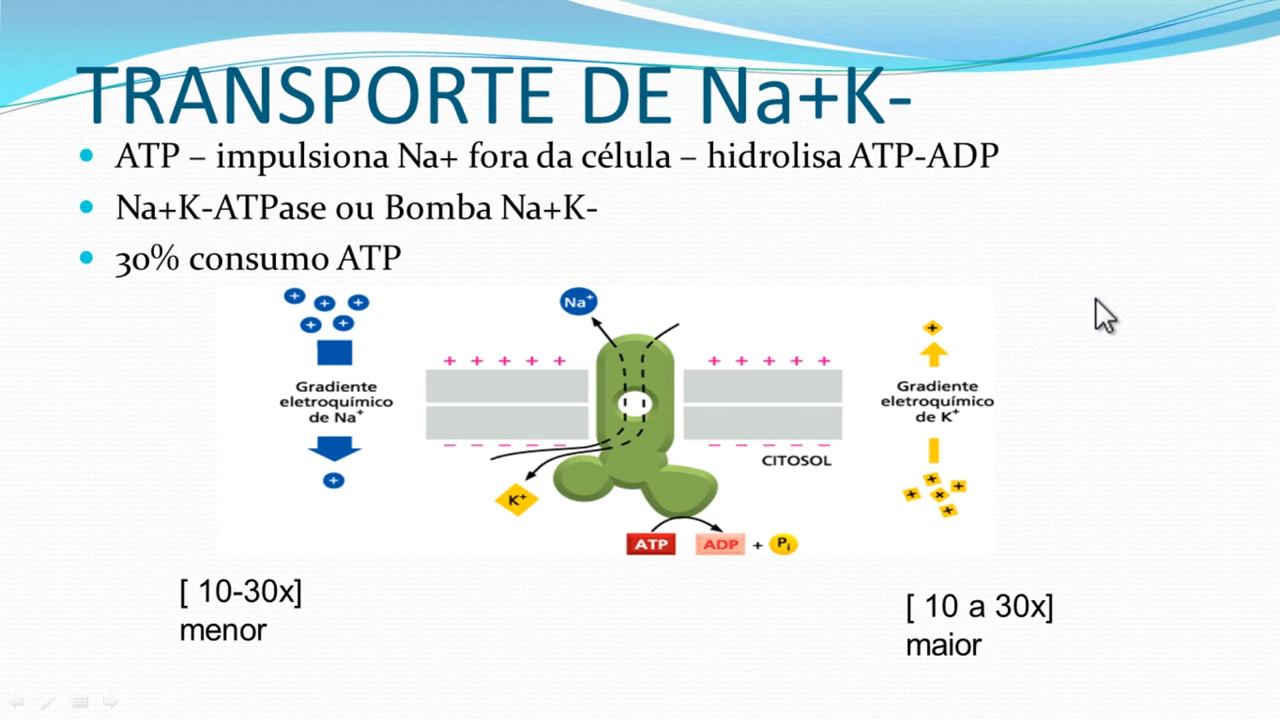 TRANSPORTE DE Na+K-
ATP – impulsiona Na+ fora da célula – hidrolisa ATP-ADP
Na+K-ATPase ou Bomba Na+K-
30% consumo ATP
Na+
+ + + + +
+ + + + +
Gradiente
eletroquímico
de Na+
Gradiente
eletroquímico
de K+
CITOSOL
K+
ATP ADP + Pi
[ 10-30x]
menor
[ 10 a 30x]
maior